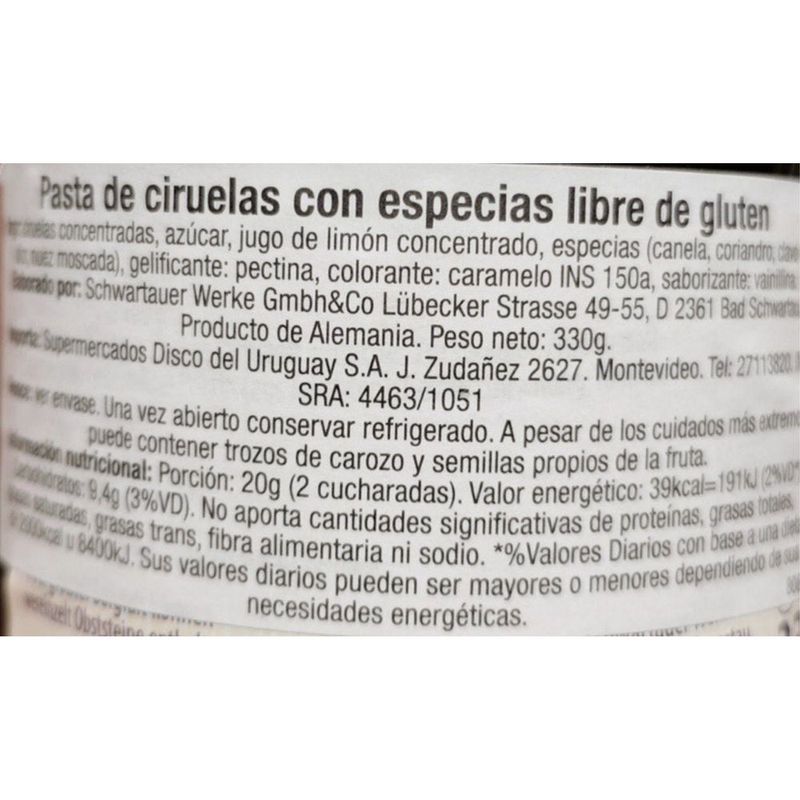 Pasta de ciruelas con especias libre de gluten
ciruelas concentradas, azúcar, jugo de limón concentrado, especias (canela, coriandro, clavo
nuez moscada), gelificante: pectina, colorante: caramelo INS 150a, saborizante: vainillina.
Elaborado por: Schwartauer Werke Gmbh&Co Lübecker Strasse 49-55, D 2361 Bad Schwartau
Producto de Alemania. Peso neto: 330g.
Importa: Supermercados Disco del Uruguay S.A. J. Zudañez 2627. Montevideo. Tel: 27113820.
SRA: 4463/1051
ver envase. Una vez abierto conservar refrigerado. A pesar de los cuidados más extremo
puede contener trozos de carozo y semillas propios de la fruta.
Información nutricional: Porción: 20g (2 cucharadas). Valor energético: 39kcal=191kJ (2%VD*
Carbohidratos: 9,4g (3%VD). No aporta cantidades significativas de proteínas, grasas totales,
grasas saturadas, grasas trans, fibra alimentaria ni sodio. *%Valores Diarios con base a una dieta
de 2000kcal u 8400kJ. Sus valores diarios pueden ser mayores o menores dependiendo de sus
necesidades energéticas.
Obststeine